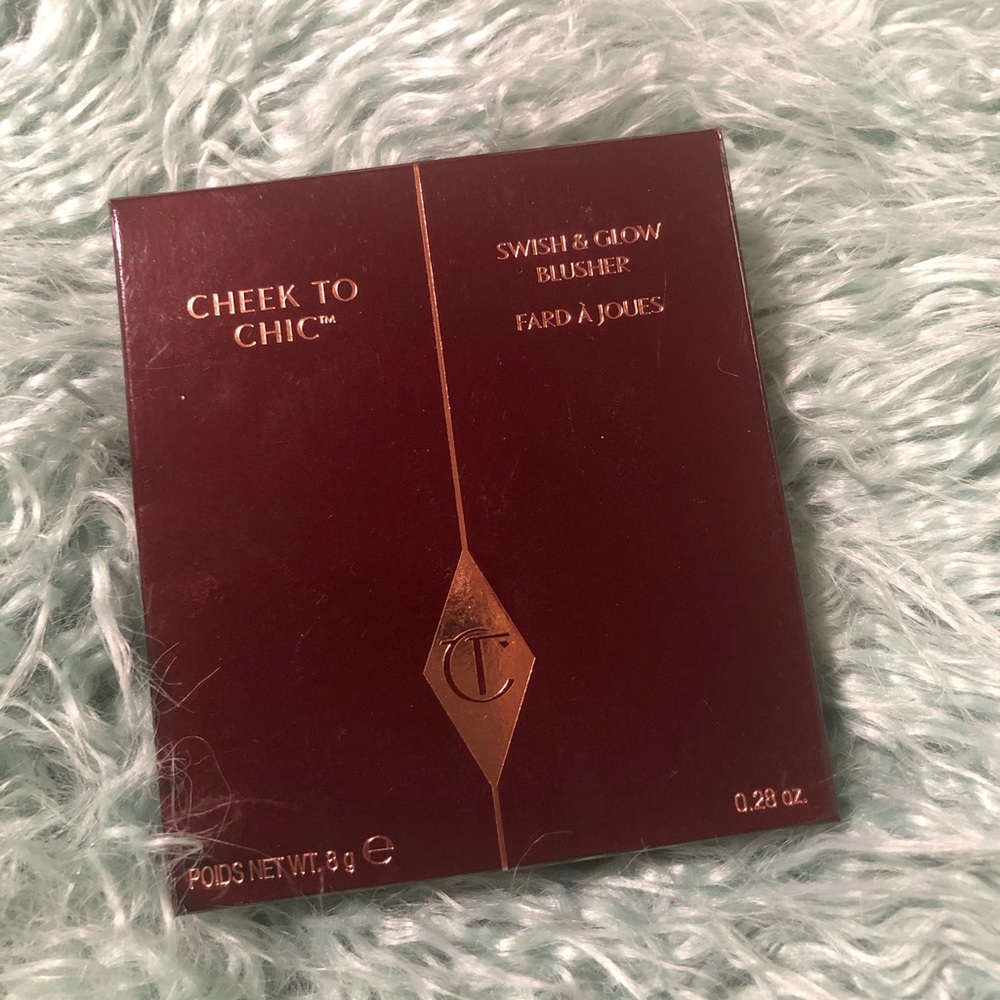 CHEEK TO
CHIC™
SWISH & GLOW
BLUSHER
FARD À JOUES
CT
POIDS NET WT. 8 g ℮
0.28 oz.